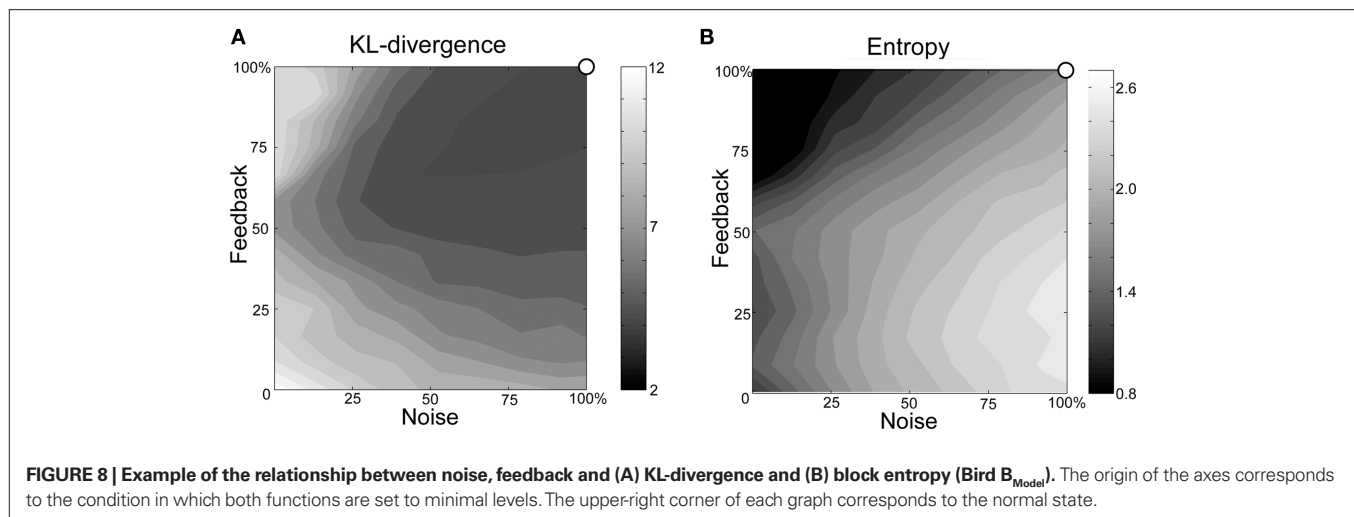 A
KL-divergence
100%
75
50
25
0
Feedback
25
50
75
100%
Noise
12
7
2
B
Entropy
100%
75
50
25
0
Feedback
25
50
75
100%
Noise
2.6
2.0
1.4
0.8
FIGURE 8 | Example of the relationship between noise, feedback and (A) KL-divergence and (B) block entropy (Bird B_Model). The origin of the axes corresponds
to the condition in which both functions are set to minimal levels. The upper-right corner of each graph corresponds to the normal state.